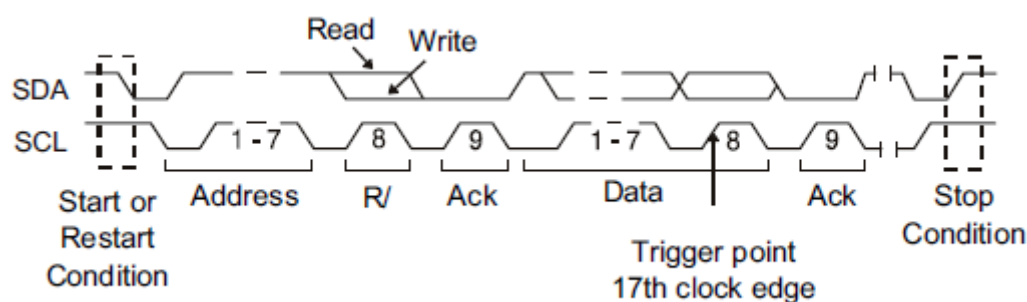 Read
Write
SDA
SCL
1 - 7
8
9
1 - 7
8
9
Address
R/
Ack
Data
Ack
Start or
Restart
Condition
Trigger point
17th clock edge
Stop
Condition